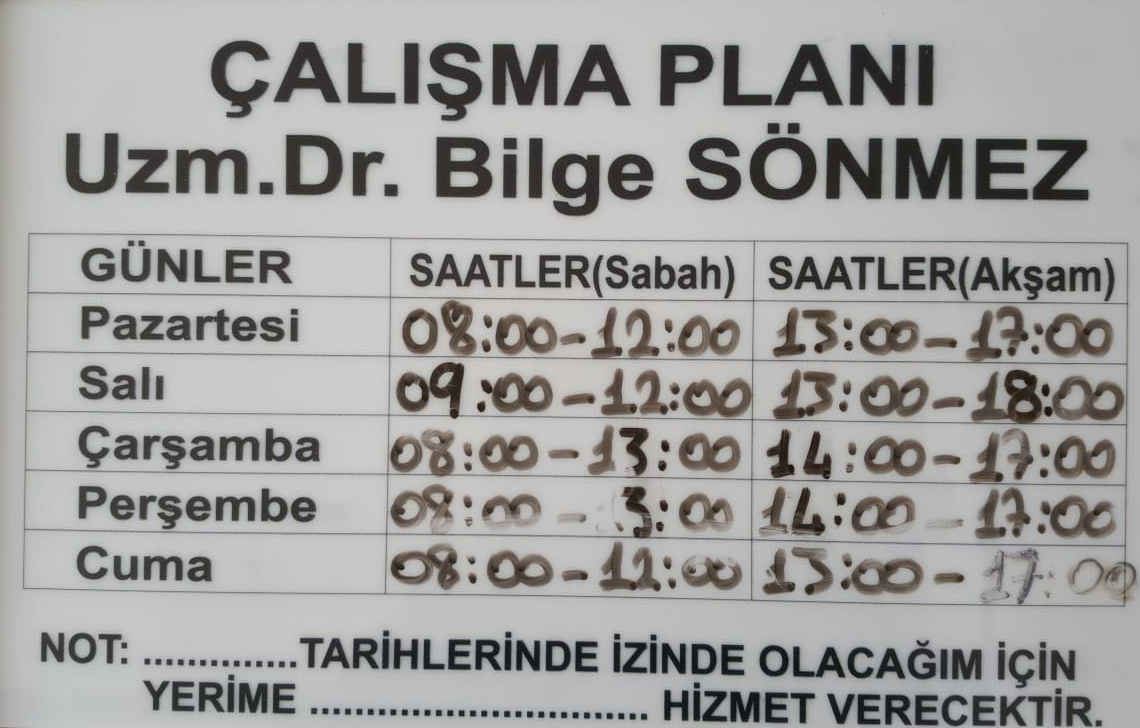 ÇALIŞMA PLANI
Uzm.Dr. Bilge SÖNMEZ
GÜNLER SAATLER(Sabah) SAATLER(Akşam)
Pazartesi 08:00-12:00 13:00-17:00
Salı 09:00-12:00 13:00-18:00
Çarşamba 08:00-13:00 14:00-17:00
Perşembe 08:00- 3:00 14:00-17:00
Cuma 08:00-12:00 13:00-17:00
NOT: ..............TARİHLERİNDE İZİNDE OLACAĞIM İÇİN
YERİME ............................... HİZMET VERECEKTİR.